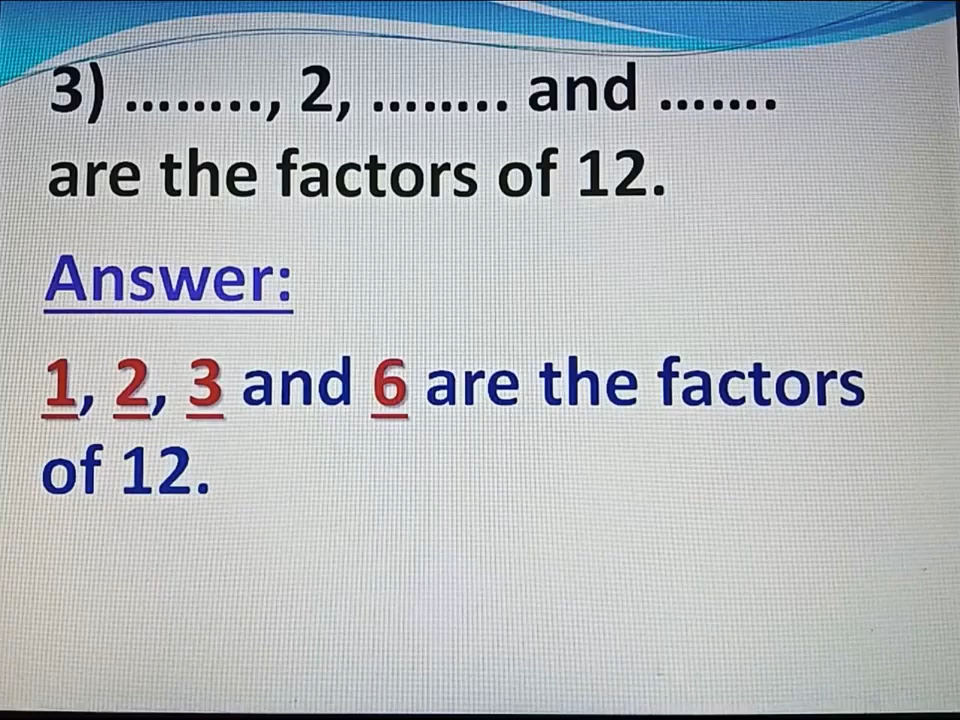 3) ………, 2, …….. and …….
are the factors of 12.
Answer:
1, 2, 3 and 6 are the factors
of 12.